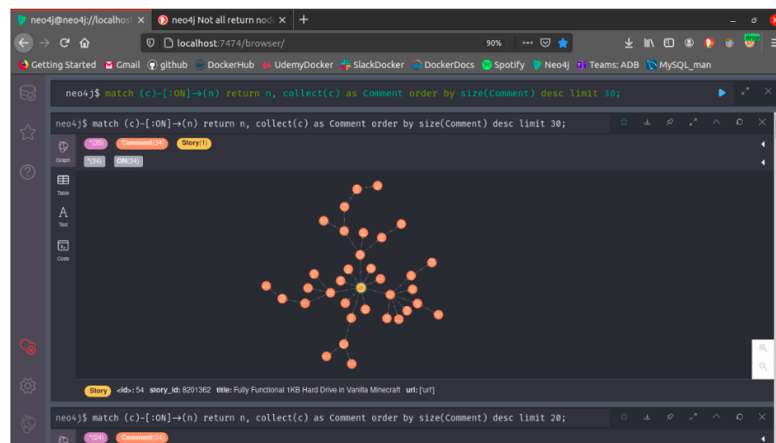 neo4j@neo4j://localhost:
neo4j Not all return nod
localhost:7474/browser/
90%
Getting Started
Gmail
github
DockerHub
UdemyDocker
SlackDocker
DockerDocs
Spotify
Neo4j
Teams: ADB
MySQL_man
neo4j$ match (c)-[:ON]→(n) return n, collect(c) as Comment order by size(Comment) desc limit 30;
neo4j$ match (c)-[:ON]→(n) return n, collect(c) as Comment order by size(Comment) desc limit 30;
*(35) Comment(34) Story(1)
*(34) ON(34)
Graph
Table
Text
Code
Story <id>: 54 story_id: 8201362 title: Fully Functional 1KB Hard Drive in Vanilla Minecraft url: ['url']
neo4j$ match (c)-[:ON]→(n) return n, collect(c) as Comment order by size(Comment) desc limit 20;
*(24) Comment(24)